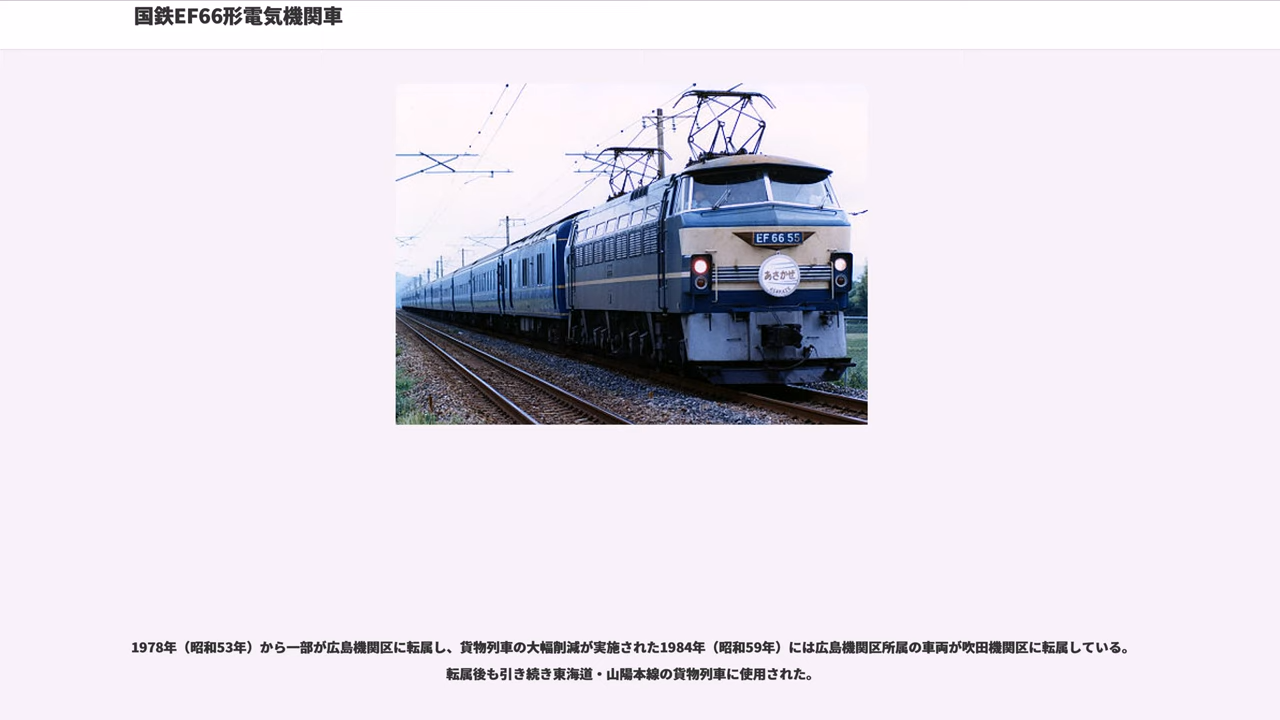 国鉄EF66形電気機関車
EF 66 55
あさかぜ
1978年（昭和53年）から一部が広島機関区に転属し、貨物列車の大幅削減が実施された1984年（昭和59年）には広島機関区所属の車両が吹田機関区に転属している。
転属後も引き続き東海道・山陽本線の貨物列車に使用された。